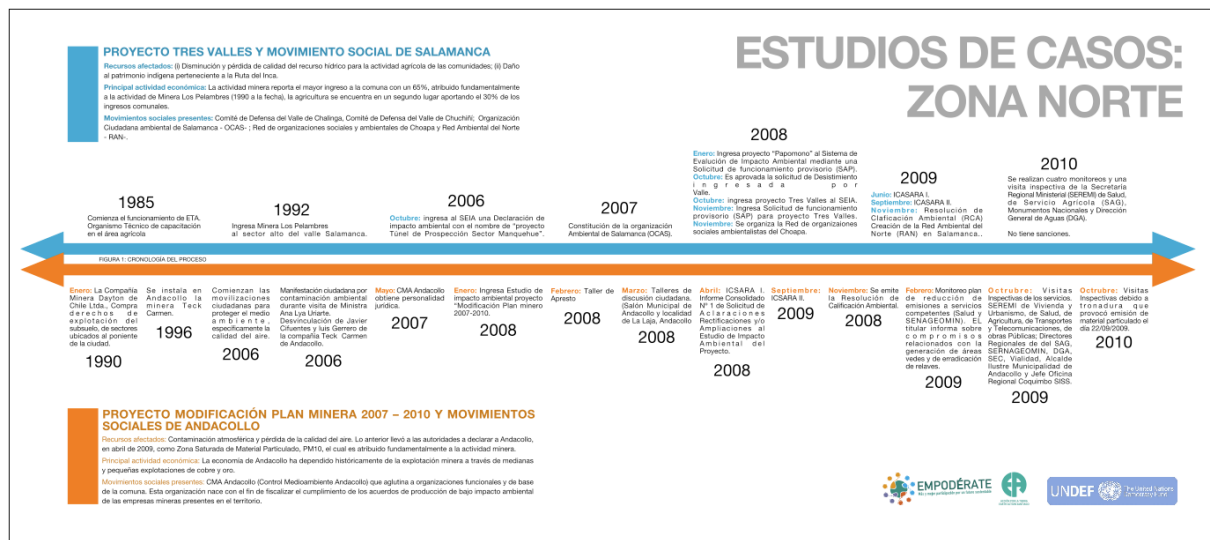 PROYECTO TRES VALLES Y MOVIMIENTO SOCIAL DE SALAMANCA
Recursos afectados: (i) Disminución y pérdida de calidad del recurso hídrico para la actividad agrícola de las comunidades; (ii) Daño
al patrimonio indígena perteneciente a la Ruta del Inca.
Principal actividad económica: La actividad minera reporta el mayor ingreso a la comuna con un 65%, atribuido fundamentalmente
a la actividad de Minera Los Pelambres (1990 a la fecha), la agricultura se encuentra en un segundo lugar aportando el 30% de los
ingresos comunales.
Movimientos sociales presentes: Comité de Defensa del Valle de Chalinga, Comité de Defensa del Valle de Chuchiñí; Organización
Ciudadana ambiental de Salamanca - OCAS- ; Red de organizaciones sociales y ambientales de Choapa y Red Ambiental del Norte
- RAN-.
ESTUDIOS DE CASOS:
ZONA NORTE
1985
Comienza el funcionamiento de ETA.
Organismo Técnico de capacitación
en el área agrícola
1992
Ingresa Minera Los Pelambres
al sector alto del valle Salamanca.
2006
Octubre: ingresa al SEIA una Declaración de
impacto ambiental con el nombre de "proyecto
Túnel de Prospección Sector Manquehue".
2007
Constitución de la organización
Ambiental de Salamanca (OCAS).
2008
Enero: Ingresa proyecto "Papomono" al Sistema de
Evalución de Impacto Ambiental mediante una
Solicitud de funcionamiento provisorio (SAP).
Octubre: Es aprovada la solicitud de Desistimiento
ingresada por
Valle.
Octubre: ingresa proyecto Tres Valles al SEIA.
Noviembre: Ingresa Solicitud de funcionamiento
provisorio (SAP) para proyecto Tres Valles.
Noviembre: Se organiza la Red de organizaiones
sociales ambientalistas del Choapa.
2009
Junio: ICASARA I.
Septiembre: ICASARA II.
Noviembre: Resolución de
Claficación Ambiental (RCA)
Creación de la Red Ambiental del
Norte (RAN) en Salamanca..
2010
Se realizan cuatro monitoreos y una
visita inspectiva de la Secretaría
Regional Ministerial (SEREMI) de Salud,
de Servicio Agrícola (SAG),
Monumentos Nacionales y Dirección
General de Aguas (DGA).
No tiene sanciones.
FIGURA 1: CRONOLOGÍA DEL PROCESO
Enero: La Compañía
Minera Dayton de
Chile Ltda., Compra
derechos de
explotación del
subsuelo, de sectores
ubicados al poniente
de la ciudad.
1990
Se instala en
Andacollo la
minera Teck
Carmen.
1996
Comienzan las
movilizaciones
ciudadanas para
proteger el medio
ambiente,
específicamente la
calidad del aire.
2006
Manifestación ciudadana por
contaminación ambiental
durante visita de Ministra
Ana Lya Uriarte.
Desvinculación de Javier
Cifuentes y luis Gerrero de
la compañía Teck Carmen
de Andacollo.
2006
Mayo: CMA Andacollo
obtiene personalidad
jurídica.
2007
Enero: Ingresa Estudio de
impacto ambiental proyecto
"Modificación Plan minero
2007-2010.
2008
Febrero: Taller de
Apresto
2008
Marzo: Talleres de
discusión ciudadana.
(Salón Municipal de
Andacollo y localidad
de La Laja, Andacollo
2008
Abril: ICSARA I.
Informe Consolidado
N° 1 de Solicitud de
Aclaraciones
Rectificaciones y/o
Ampliaciones al
Estudio de Impacto
Ambiental del
Proyecto.
2008
Septiembre:
ICSARA II.
2009
Noviembre: Se emite
la Resolución de
Calificación Ambiental.
2008
Febrero: Monitoreo plan
de reducción de
emisiones a servicios
competentes (Salud y
SENAGEOMIN). EL
titular informa sobre
compromisos
relacionados con la
generación de áreas
vedes y de erradicación
de relaves.
2009
Octubre: Visitas
Inspectivas de los servicios.
SEREMI de Vivienda y
Urbanismo, de Salud, de
Agricultura, de Transportes
y Telecomunicaciones, de
obras Públicas; Directores
Regionales de del SAG,
SERNAGEOMIN, DGA,
SEC, Vialidad, Alcalde
Ilustre Municipalidad de
Andacollo y Jefe Oficina
Regional Coquimbo SISS.
2009
Octubre: Visitas
Inspectivas debido a
tronadura que
provocó emisión de
material particulado el
día 22/09/2009.
2010
PROYECTO MODIFICACIÓN PLAN MINERA 2007 – 2010 Y MOVIMIENTOS
SOCIALES DE ANDACOLLO
Recursos afectados: Contaminación atmosférica y pérdida de la calidad del aire. Lo anterior llevó a las autoridades a declarar a Andacollo,
en abril de 2009, como Zona Saturada de Material Particulado, PM10, el cual es atribuido fundamentalmente a la actividad minera.
Principal actividad económica: La economía de Andacollo ha dependido históricamente de la explotación minera a través de medianas
y pequeñas explotaciones de cobre y oro.
Movimientos sociales presentes: CMA Andacollo (Control Medioambiente Andacollo) que aglutina a organizaciones funcionales y de base
de la comuna. Esta organización nace con el fin de fiscalizar el cumplimiento de los acuerdos de producción de bajo impacto ambiental
de las empresas mineras presentes en el territorio.
EMPODÉRATE
UNDEF
The United Nations
Democracy Fund